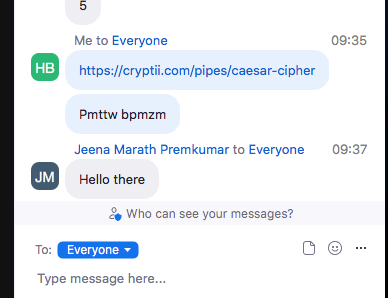 5
Me to Everyone 09:35
HB
https://cryptii.com/pipes/caesar-cipher
Pmttw bpmzm
Jeena Marath Premkumar to Everyone 09:37
JM
Hello there
Who can see your messages?
To: Everyone
Type message here...